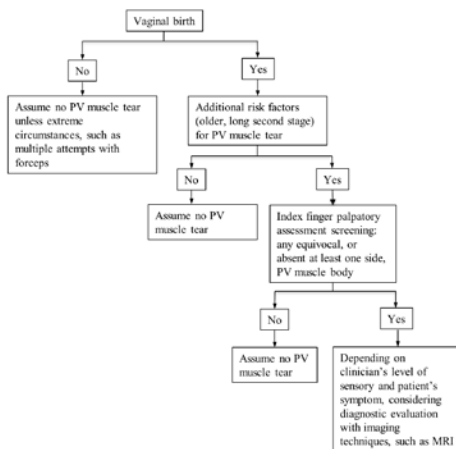 Vaginal birth
No
Yes
Assume no PV muscle tear
unless extreme
circumstances, such as
multiple attempts with
forceps
Additional risk factors
(older, long second stage)
for PV muscle tear
No
Yes
Assume no PV
muscle tear
Index finger palpatory
assessment screening:
any equivocal, or
absent at least one side,
PV muscle body
No
Yes
Assume no PV
muscle tear
Depending on
clinician's level of
sensory and patient's
symptom, considering
diagnostic evaluation
with imaging
techniques, such as MRI